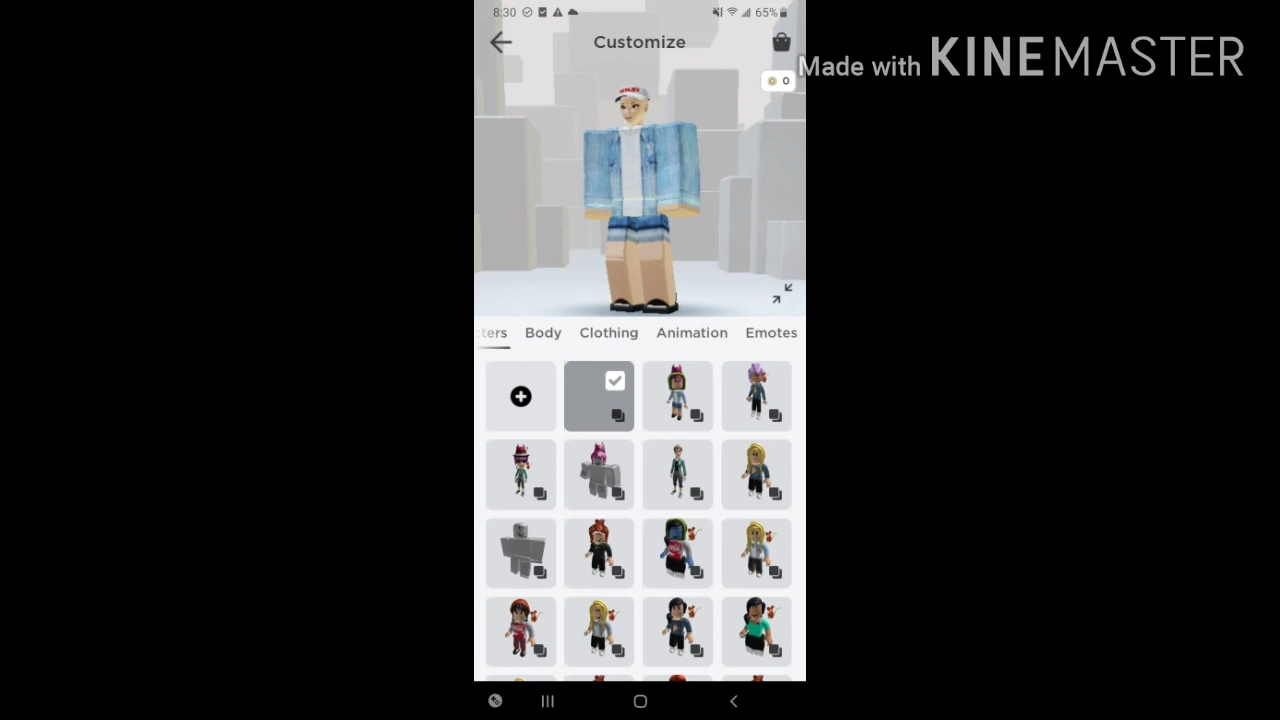 8:30
65%
Customize
Made with KINEMASTER
0
ters Body Clothing Animation Emotes